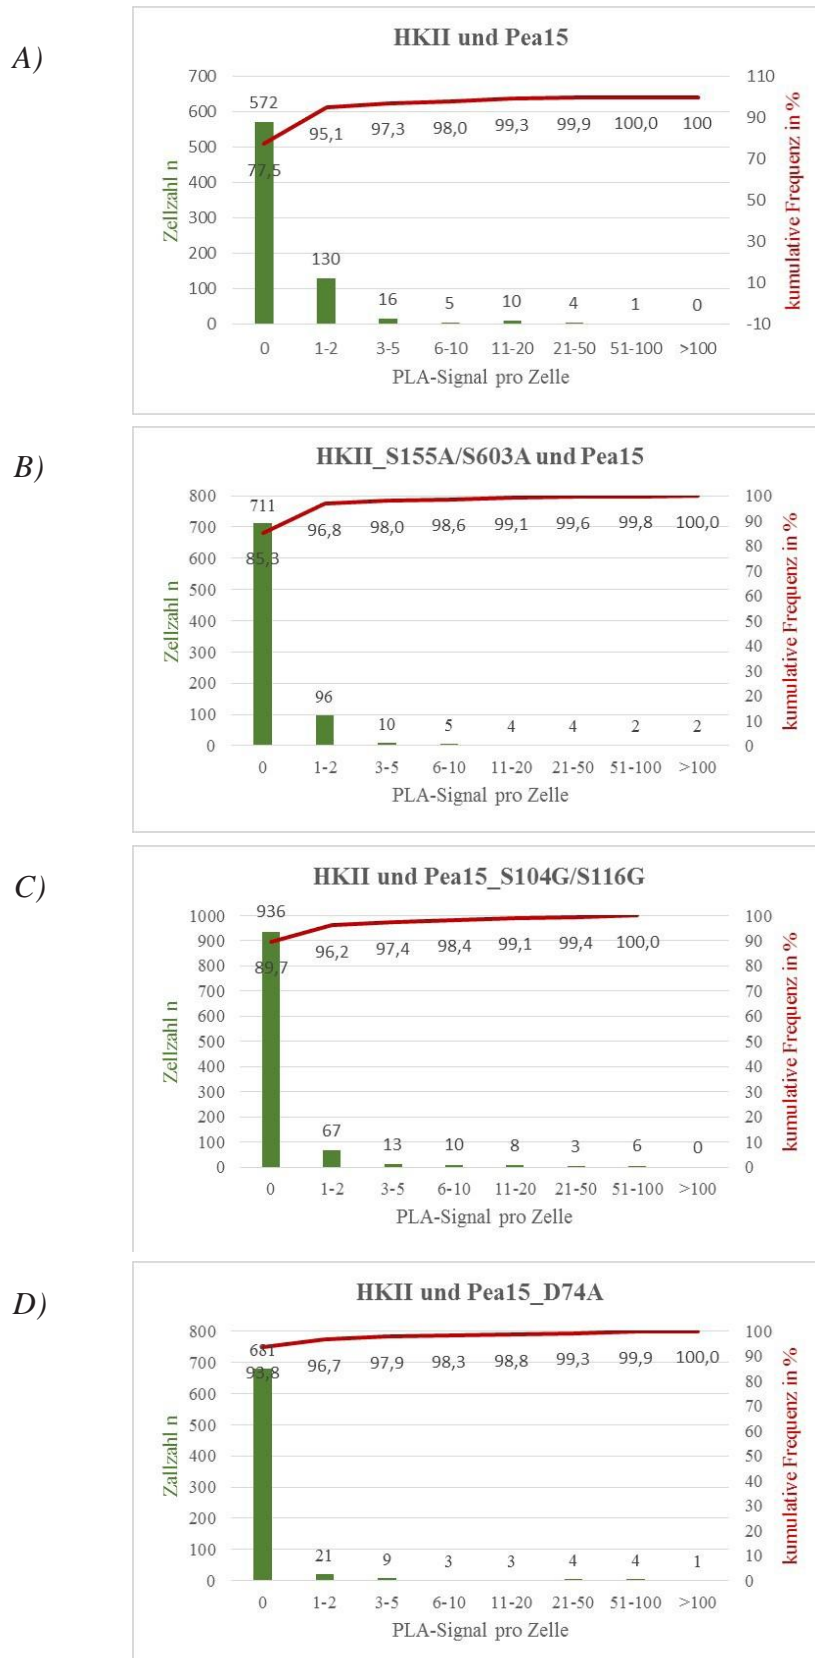 A)
HKII und Pea15
700 110
600 572 90
95,1 97,3 98,0 99,3 99,9 100,0 100
500 77,5 70
400 50
300 30
200 130 10
100 16 5 10 4 1 0
0 -10
0 1-2 3-5 6-10 11-20 21-50 51-100 >100
PLA-Signal pro Zelle
Zellzahl n
kumulative Frequenz in %
B)
HKII_S155A/S603A und Pea15
800 711 100
700 96,8 98,0 98,6 99,1 99,6 99,8 100,0 90
85,3 80
600 70
500 60
400 50
300 40
30
200 96 20
100 10 5 4 4 2 2 10
0 0
0 1-2 3-5 6-10 11-20 21-50 51-100 >100
PLA-Signal pro Zelle
Zellzahl n
kumulative Frequenz in %
C)
HKII und Pea15_S104G/S116G
1000 936 100
900 96,2 97,4 98,4 99,1 99,4 100,0 90
800 89,7 80
700 70
600 60
500 50
400 40
300 30
200 67 20
100 13 10 8 3 6 0 10
0 0
0 1-2 3-5 6-10 11-20 21-50 51-100 >100
PLA-Signal pro Zelle
Zellzahl n
kumulative Frequenz in %
D)
HKII und Pea15_D74A
800 681 100
700 93,8 96,7 97,9 98,3 98,8 99,3 99,9 100,0 90
80
600 70
500 60
400 50
300 40
30
200 20
100 21 9 3 3 4 4 1 10
0 0
0 1-2 3-5 6-10 11-20 21-50 51-100 >100
PLA-Signal pro Zelle
Zallzahl n
kumulative Frequenz in %